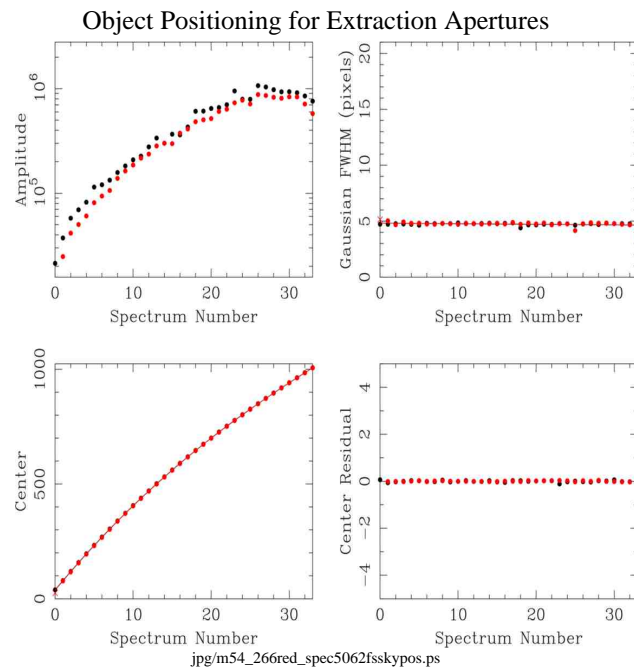 Object Positioning for Extraction Apertures
Amplitude
10^6
10^5
0 10 20 30
Spectrum Number
Gaussian FWHM (pixels)
20
15
10
5
0
0 10 20 30
Spectrum Number
Center
1000
500
0
0 10 20 30
Spectrum Number
Center Residual
4
2
0
−2
−4
0 10 20 30
Spectrum Number
jpg/m54_266red_spec5062fsskypos.ps